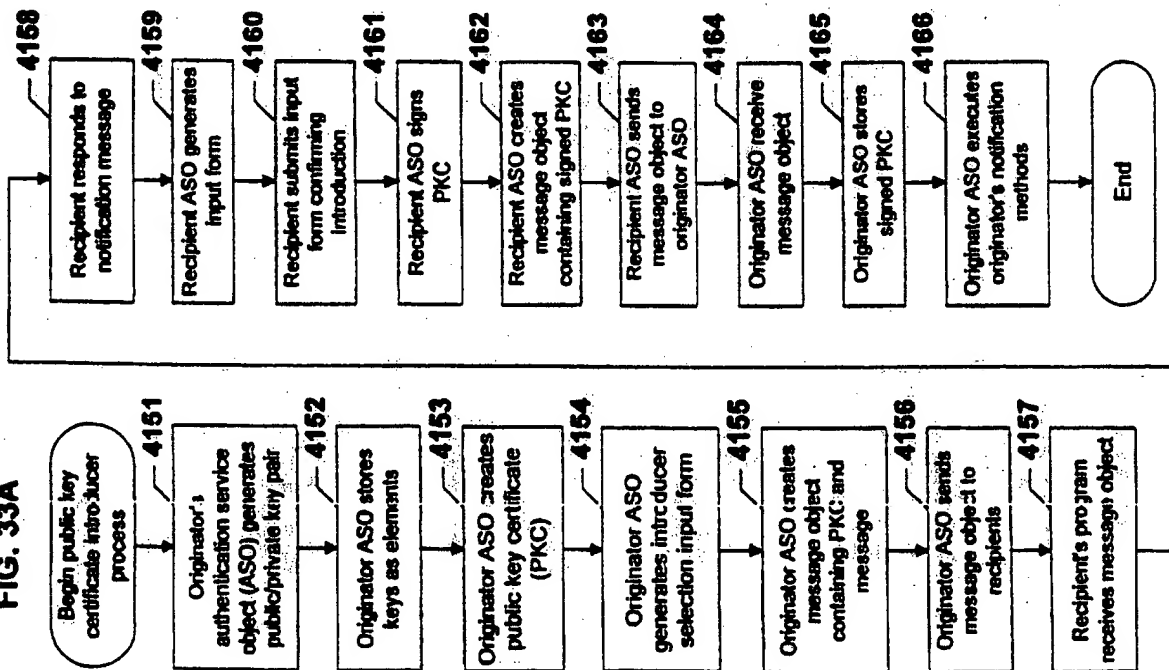 FIG. 33A
Begin public key
certificate introducer
process
4151
Originator's
authentication service
object (ASO) generates
public/private key pair
4152
Originator ASO stores
keys as elements
4153
Originator ASO creates
public key certificate
(PKC)
4154
Originator ASO
generates introducer
selection input form
4155
Originator ASO creates
message object
containing PKC and
message
4156
Originator ASO sends
message object to
recipients
4157
Recipient's program
receives message object
4158
Recipient responds to
notification message
4159
Recipient ASO generates
Input form
4160
Recipient submits input
form confirming
Introduction
4161
Recipient ASO signs
PKC
4162
Recipient ASO creates
message object
containing signed PKC
4163
Recipient ASO sends
message object to
originator ASO
4164
Originator ASO receive
message object
4165
Originator ASO stores
signed PKC
4166
Originator ASO executes
originator's notification
methods
End